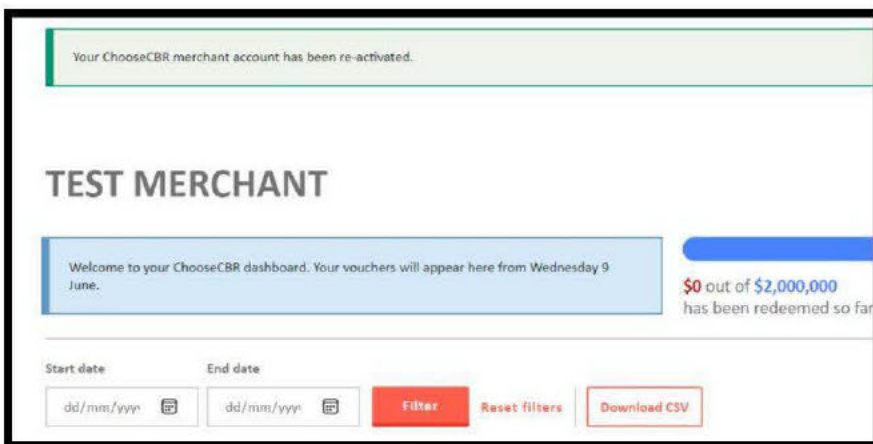 Your ChooseCBR merchant account has been re-activated.
TEST MERCHANT
Welcome to your ChooseCBR dashboard. Your vouchers will appear here from Wednesday 9
June.
$0 out of $2,000,000
has been redeemed so far
Start date
End date
dd/mm/yyy
dd/mm/yyy
Filter
Reset filters
Download CSV